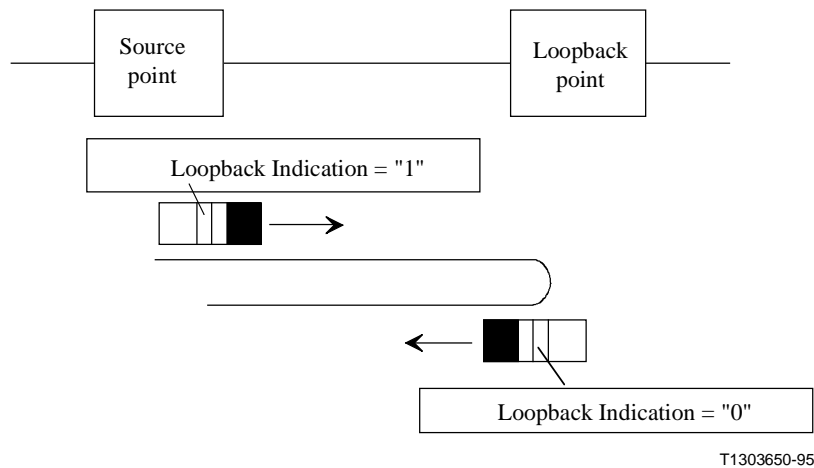 Source
point
Loopback
point
Loopback Indication = "1"
Loopback Indication = "0"
T1303650-95